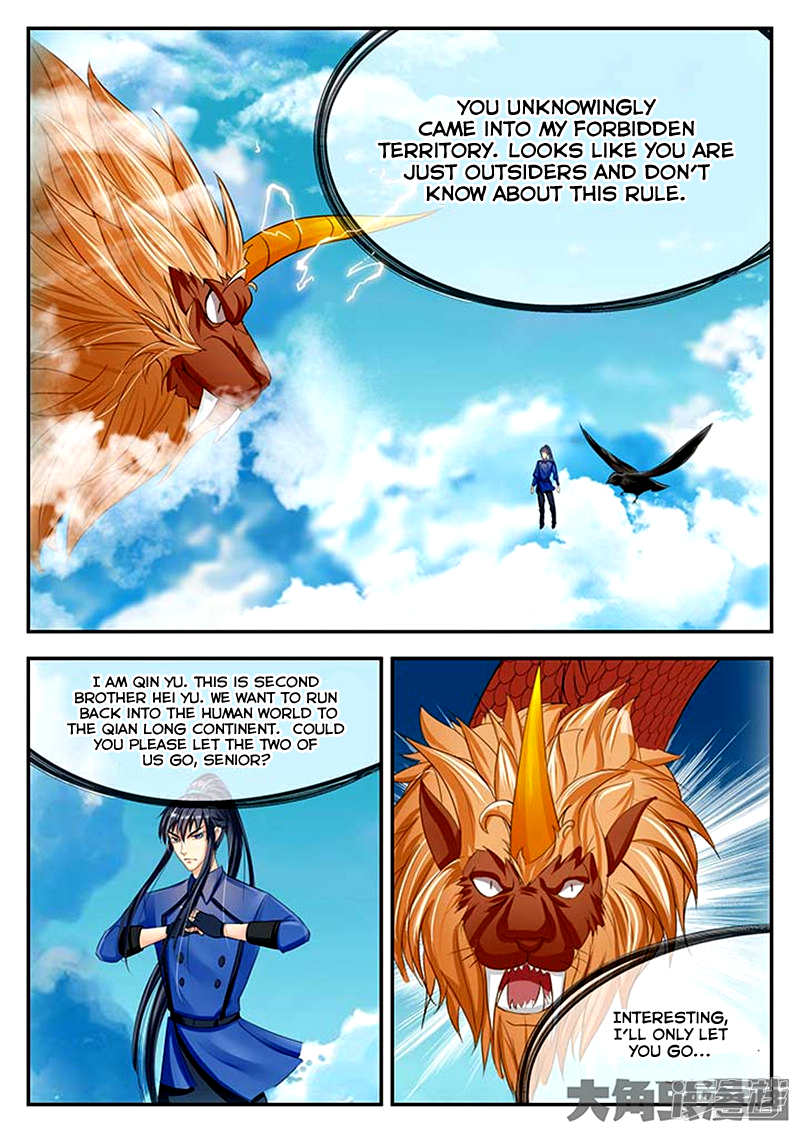 YOU UNKNOWINGLY
CAME INTO MY FORBIDDEN
TERRITORY. LOOKS LIKE YOU ARE
JUST OUTSIDERS AND DON'T
KNOW ABOUT THIS RULE.
I AM QIN YU. THIS IS SECOND
BROTHER HEI YU. WE WANT TO RUN
BACK INTO THE HUMAN WORLD TO
THE QIAN LONG CONTINENT. COULD
YOU PLEASE LET THE TWO OF
US GO, SENIOR?
INTERESTING,
I'LL ONLY LET
YOU GO...
大角虫漫画